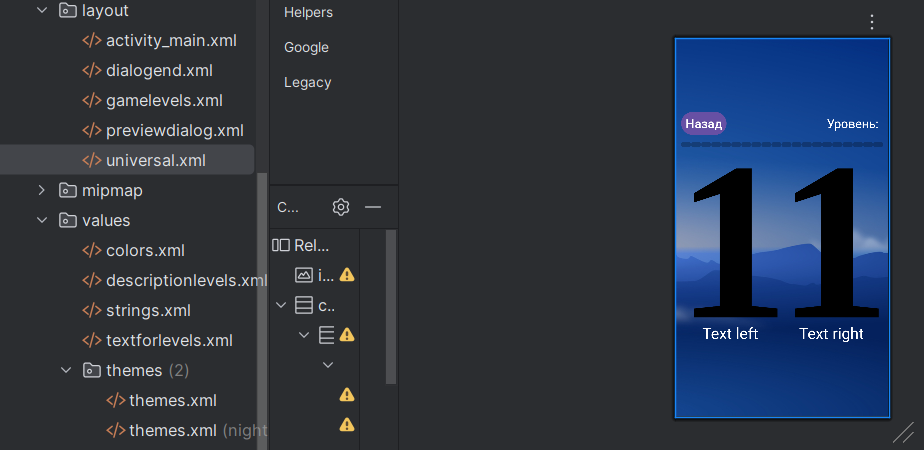 layout
activity_main.xml
dialogend.xml
gamelevels.xml
previewdialog.xml
universal.xml
mipmap
values
colors.xml
descriptionlevels.xml
strings.xml
textforlevels.xml
themes (2)
themes.xml
themes.xml (night
Helpers
Google
Legacy
C...
Rel...
i...
c..
Назад
Уровень:
1 1
Text left Text right